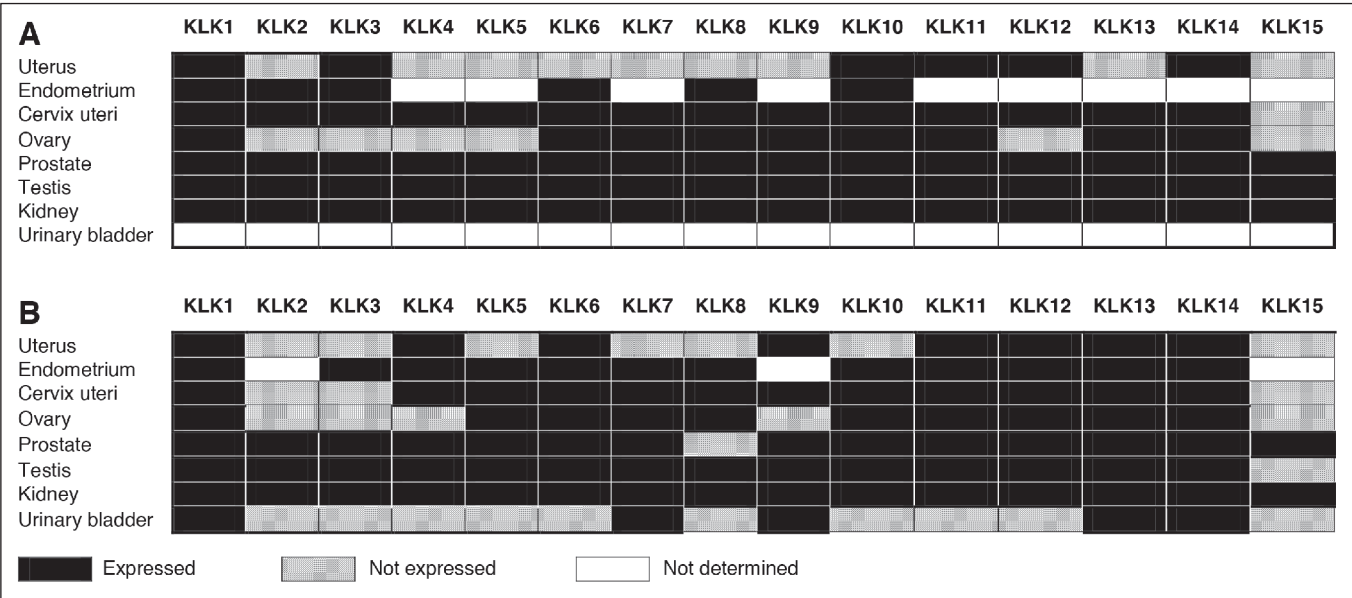 A KLK1 KLK2 KLK3 KLK4 KLK5 KLK6 KLK7 KLK8 KLK9 KLK10 KLK11 KLK12 KLK13 KLK14 KLK15
Uterus
Endometrium
Cervix uteri
Ovary
Prostate
Testis
Kidney
Urinary bladder
B KLK1 KLK2 KLK3 KLK4 KLK5 KLK6 KLK7 KLK8 KLK9 KLK10 KLK11 KLK12 KLK13 KLK14 KLK15
Uterus
Endometrium
Cervix uteri
Ovary
Prostate
Testis
Kidney
Urinary bladder
Expressed Not expressed Not determined